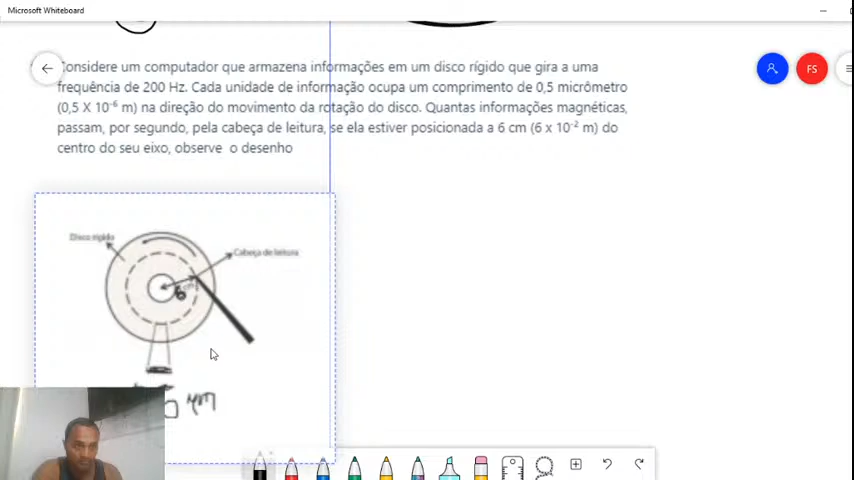 Microsoft Whiteboard
Considere um computador que armazena informações em um disco rígido que gira a uma
frequência de 200 Hz. Cada unidade de informação ocupa um comprimento de 0,5 micrômetro
(0,5 X 10⁻⁶ m) na direção do movimento da rotação do disco. Quantas informações magnéticas,
passam, por segundo, pela cabeça de leitura, se ela estiver posicionada a 6 cm (6 x 10⁻² m) do
centro do seu eixo, observe o desenho
FS
Disco rígido
Cabeça de leitura
6 cm